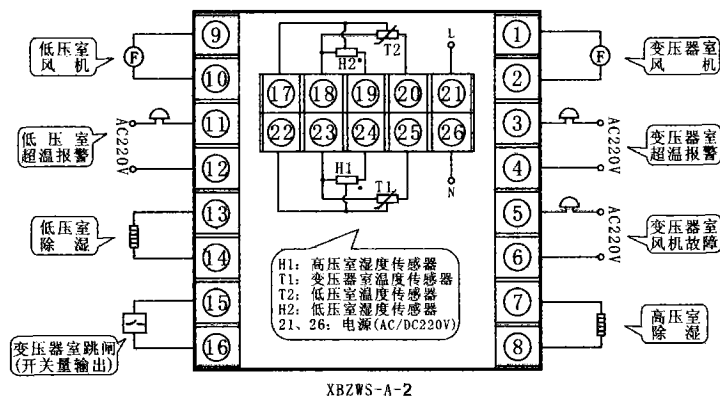 低压室
风机
F
AC220V
低压室
超温报警
低压室
除湿
变压器室跳闸
(开关量输出)
9
10
11
12
13
14
15
16
T2
H2
L
17
18
19
20
21
22
23
24
25
26
H1
T1
N
H1: 高压室湿度传感器
T1: 变压器室温度传感器
T2: 低压室温度传感器
H2: 低压室湿度传感器
21、26: 电源(AC/DC220V)
1
2
3
4
5
6
7
8
F
变压器室
风机
AC220V
变压器室
超温报警
AC220V
变压器室
风机故障
高压室
除湿
XBZWS-A-2